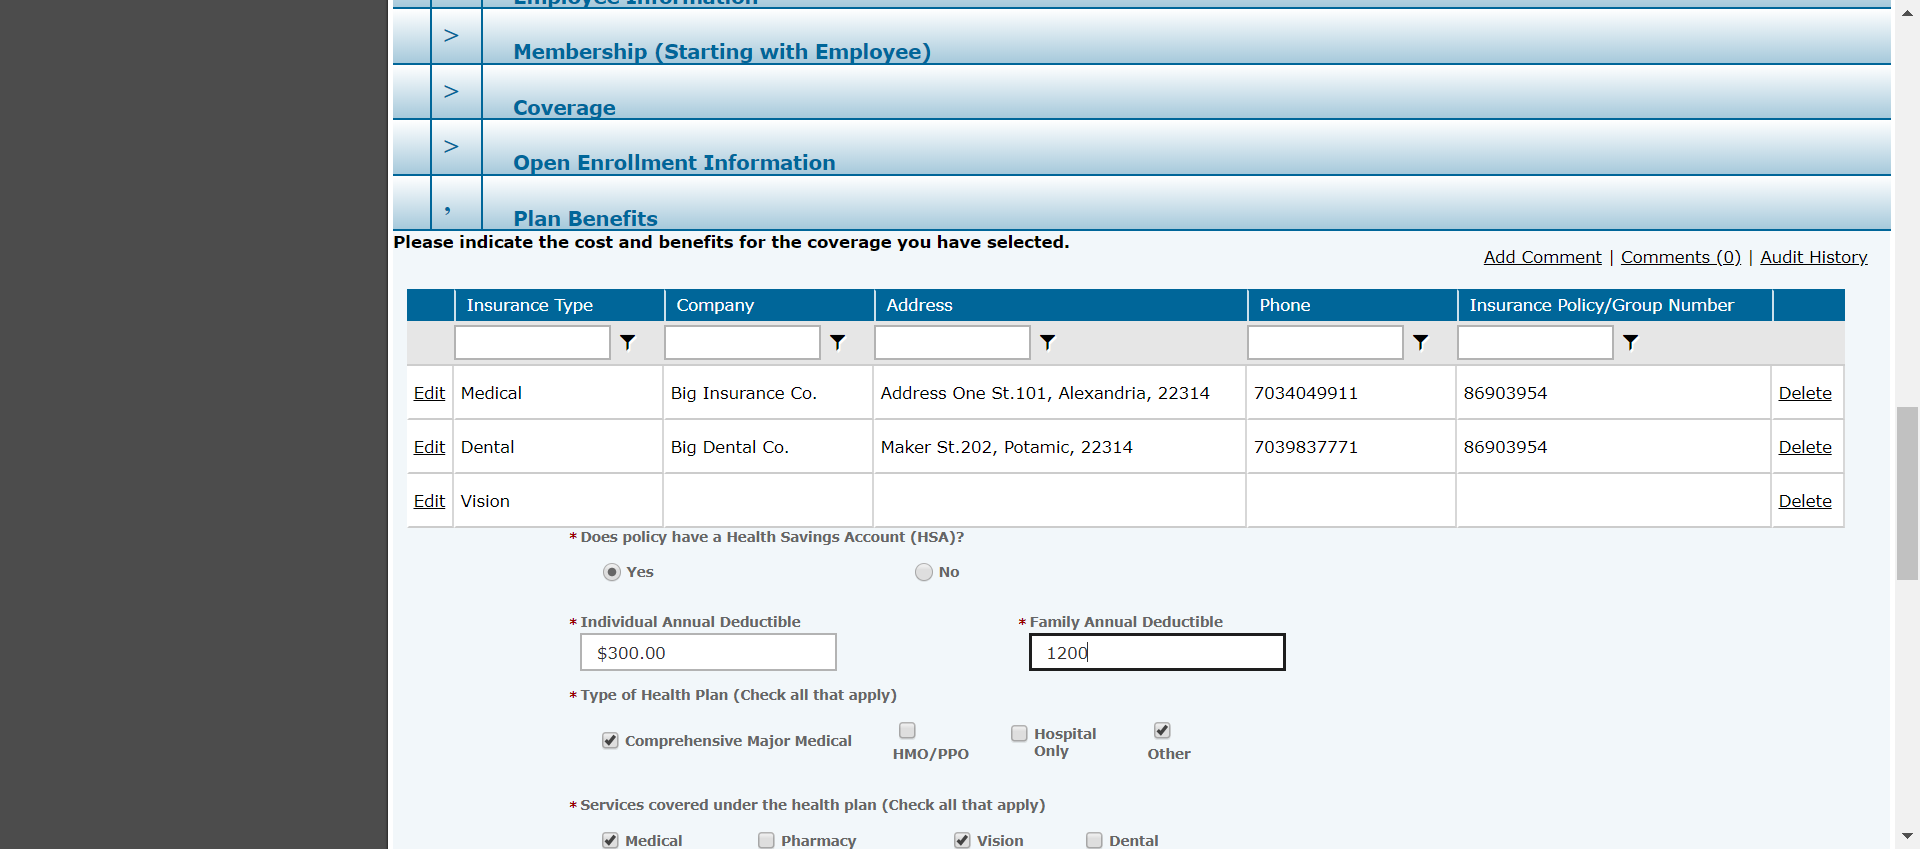 Employee Information
> Membership (Starting with Employee)
> Coverage
> Open Enrollment Information
, Plan Benefits
Please indicate the cost and benefits for the coverage you have selected.
Add Comment | Comments (0) | Audit History
Insurance Type Company Address Phone Insurance Policy/Group Number
Edit Medical Big Insurance Co. Address One St.101, Alexandria, 22314 7034049911 86903954 Delete
Edit Dental Big Dental Co. Maker St.202, Potamic, 22314 7039837771 86903954 Delete
Edit Vision Delete
* Does policy have a Health Savings Account (HSA)?
Yes No
* Individual Annual Deductible * Family Annual Deductible
$300.00 1200
* Type of Health Plan (Check all that apply)
Comprehensive Major Medical HMO/PPO Hospital Only Other
* Services covered under the health plan (Check all that apply)
Medical Pharmacy Vision Dental